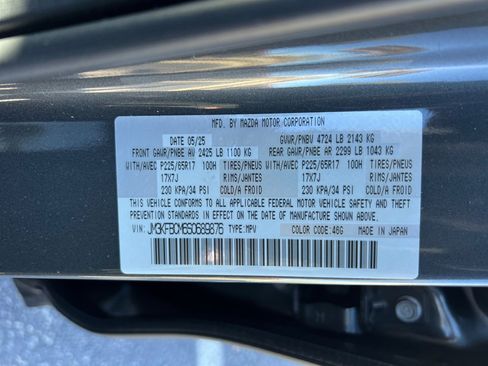 MFD. BY MAZDA MOTOR CORPORATION
DATE 05/25 GVWR/PNBV 4724 LB 2143 KG
FRONT GAWR/PNBE AV 2425 LB 1100 KG REAR GAWR/PNBE AR 2299 LB 1043 KG
WITH/AVEC P225/65R17 100H TIRES/PNEUS WITH/AVEC P225/65R17 100H TIRES/PNEUS
17X7J RIMS/JANTES 17X7J RIMS/JANTES
230 KPA/34 PSI COLD/A FROID 230 KPA/34 PSI COLD/A FROID
THIS VEHICLE CONFORMS TO ALL APPLICABLE FEDERAL MOTOR VEHICLE SAFETY AND THEFT
PREVENTION STANDARDS IN EFFECT ON THE DATE OF MANUFACTURE SHOWN ABOVE.
VIN: JM3KFBCM6S0689876 TYPE:MPV COLOR CODE:46G MADE IN JAPAN